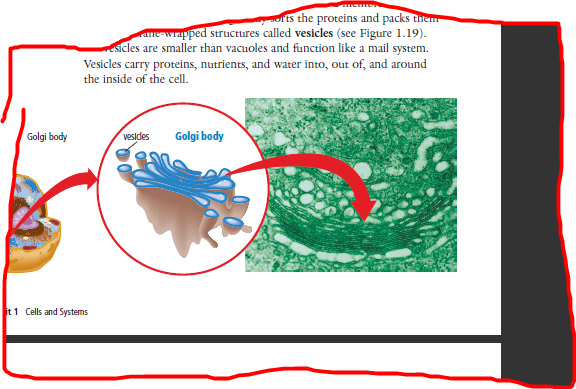 sorts the proteins and packs them
wrapped structures called vesicles (see Figure 1.19).
are smaller than vacuoles and function like a mail system.
Vesicles carry proteins, nutrients, and water into, out of, and around
the inside of the cell.
Golgi body
vesicles
Golgi body
1 Cells and Systems